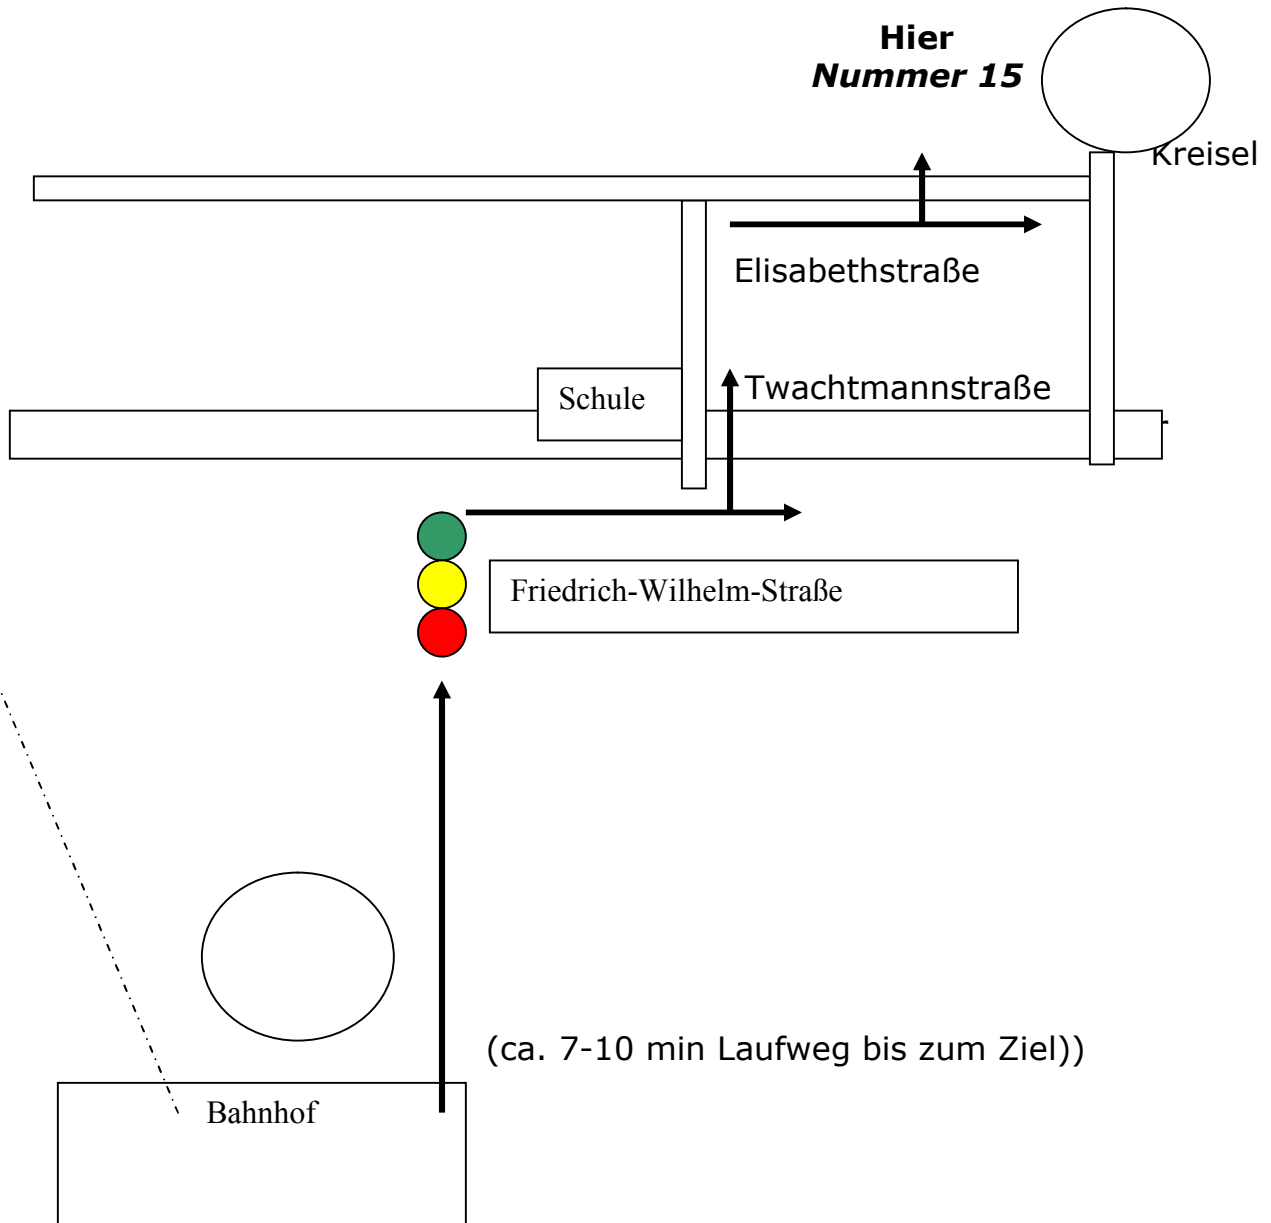 Hier
Nummer 15
Kreisel
Elisabethstraße
Twachtmannstraße
Schule
Friedrich-Wilhelm-Straße
(ca. 7-10 min Laufweg bis zum Ziel))
Bahnhof